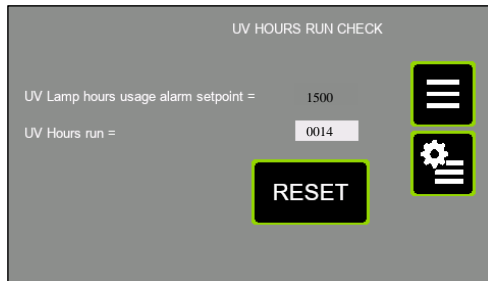 UV HOURS RUN CHECK
UV Lamp hours usage alarm setpoint = 1500
UV Hours run = 0014
RESET